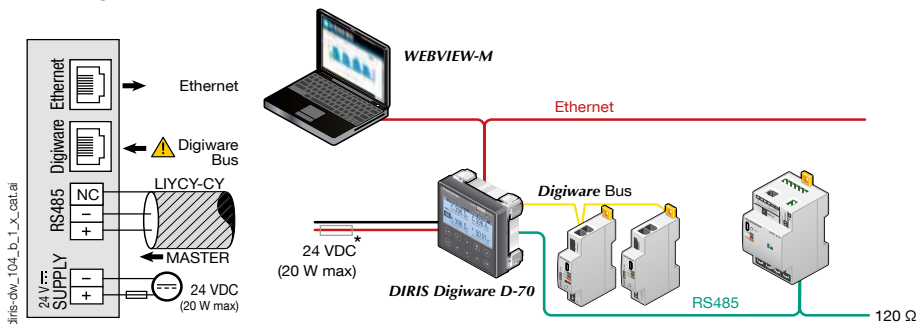 diris-dw_104_b_1_x_cat.ai
Ethernet
Ethernet
Digiware
Digiware
Bus
RS485
NC
–
+
LIYCY-CY
MASTER
24 V⎓
SUPPLY
–
+
24 VDC
(20 W max)
WEBVIEW-M
Ethernet
Digiware Bus
24 VDC*
(20 W max)
DIRIS Digiware D-70
RS485
120 Ω